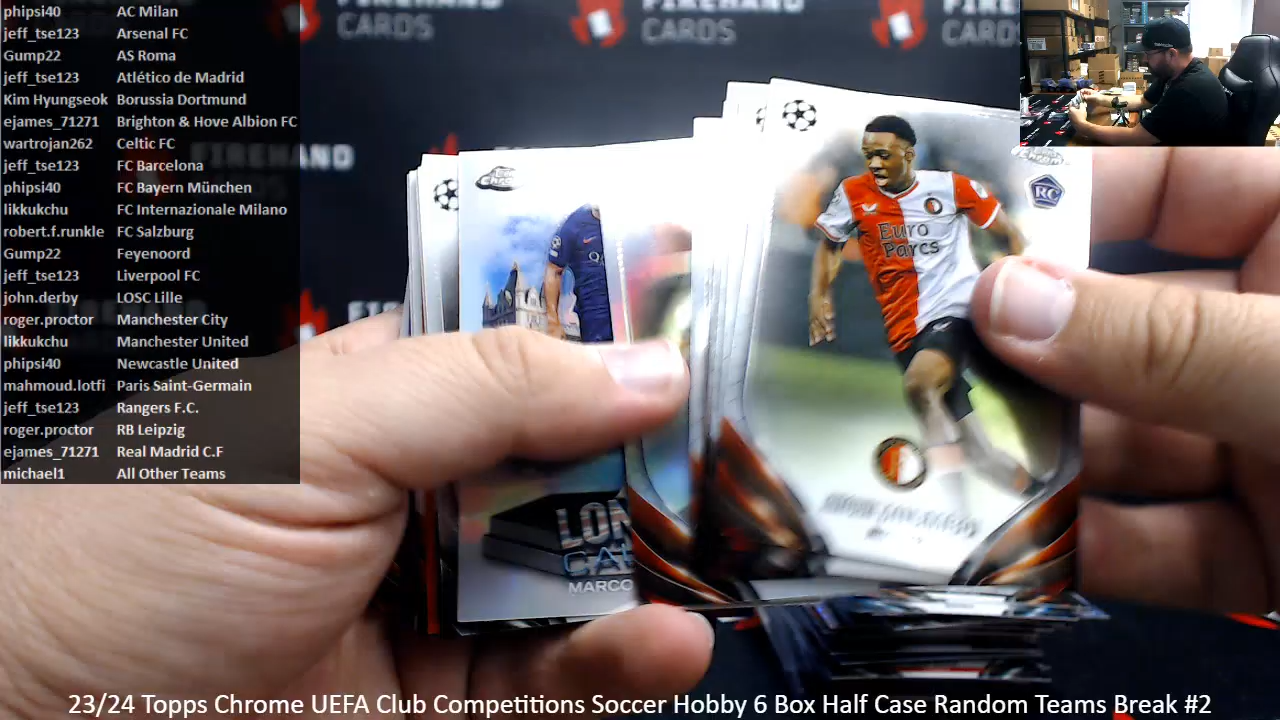 phipsi40 AC Milan
jeff_tse123 Arsenal FC
Gump22 AS Roma
jeff_tse123 Atlético de Madrid
Kim Hyungseok Borussia Dortmund
ejames_71271 Brighton & Hove Albion FC
wartrojan262 Celtic FC
jeff_tse123 FC Barcelona
phipsi40 FC Bayern München
likkukchu FC Internazionale Milano
robert.f.runkle FC Salzburg
Gump22 Feyenoord
jeff_tse123 Liverpool FC
john.derby LOSC Lille
roger.proctor Manchester City
likkukchu Manchester United
phipsi40 Newcastle United
mahmoud.lotfi Paris Saint-Germain
jeff_tse123 Rangers F.C.
roger.proctor RB Leipzig
ejames_71271 Real Madrid C.F
michael1 All Other Teams
CARDS
FIREHAND
CARDS
FIRE
CARDS
FIREHAND
RC
Euro
Parcs
LON
CAL
MARCO
23/24 Topps Chrome UEFA Club Competitions Soccer Hobby 6 Box Half Case Random Teams Break #2